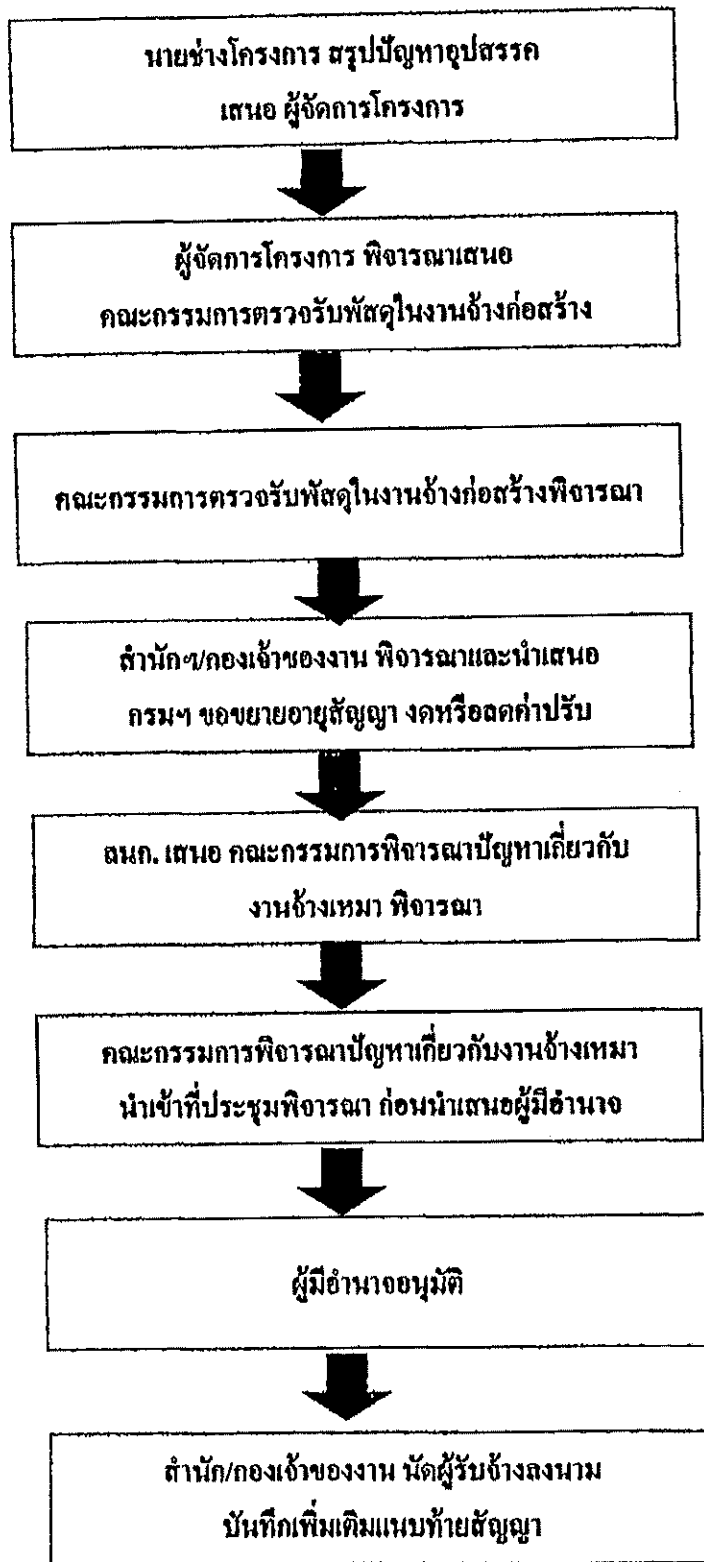 นายช่างโครงการ สรุปปัญหาอุปสรรค
เสนอ ผู้จัดการโครงการ
ผู้จัดการโครงการ พิจารณาเสนอ
คณะกรรมการตรวจรับพัสดุในงานจ้างก่อสร้าง
คณะกรรมการตรวจรับพัสดุในงานจ้างก่อสร้างพิจารณา
สำนักฯ/กองเจ้าของงาน พิจารณาและนำเสนอ
กรมฯ ขอขยายอายุสัญญา งดหรือลดค่าปรับ
สนก. เสนอ คณะกรรมการพิจารณาปัญหาเกี่ยวกับ
งานจ้างเหมา พิจารณา
คณะกรรมการพิจารณาปัญหาเกี่ยวกับงานจ้างเหมา
นำเข้าที่ประชุมพิจารณา ก่อนนำเสนอผู้มีอำนาจ
ผู้มีอำนาจอนุมัติ
สำนัก/กองเจ้าของงาน นัดผู้รับจ้างลงนาม
บันทึกเพิ่มเติมแนบท้ายสัญญา